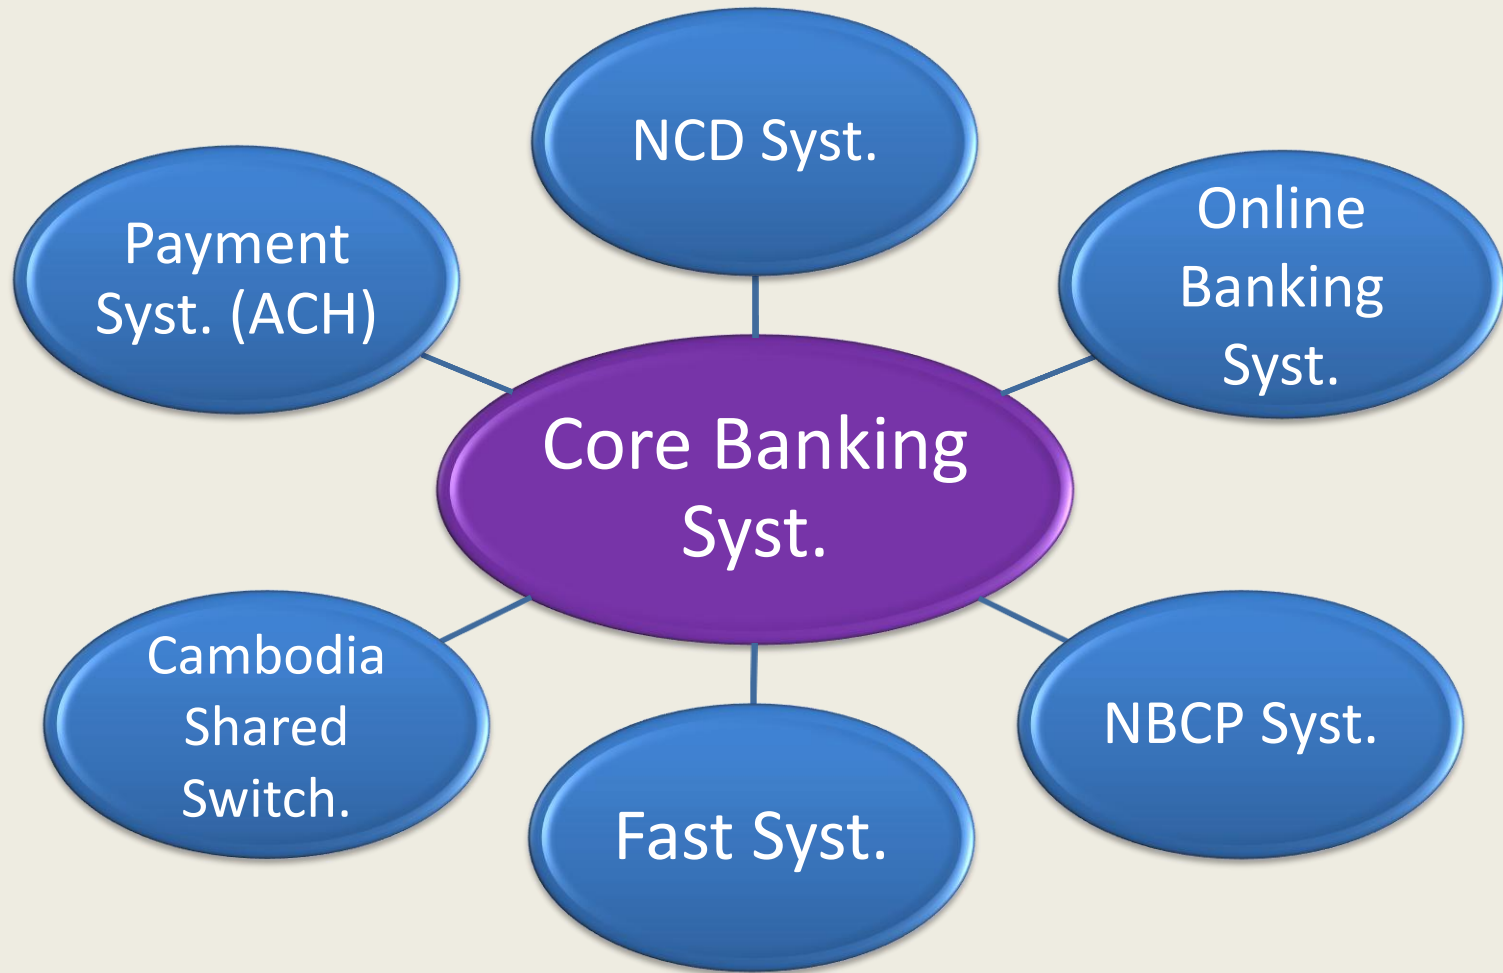 NCD Syst.
Payment
Syst. (ACH)
Online
Banking
Syst.
Core Banking
Syst.
Cambodia
Shared
Switch.
NBCP Syst.
Fast Syst.